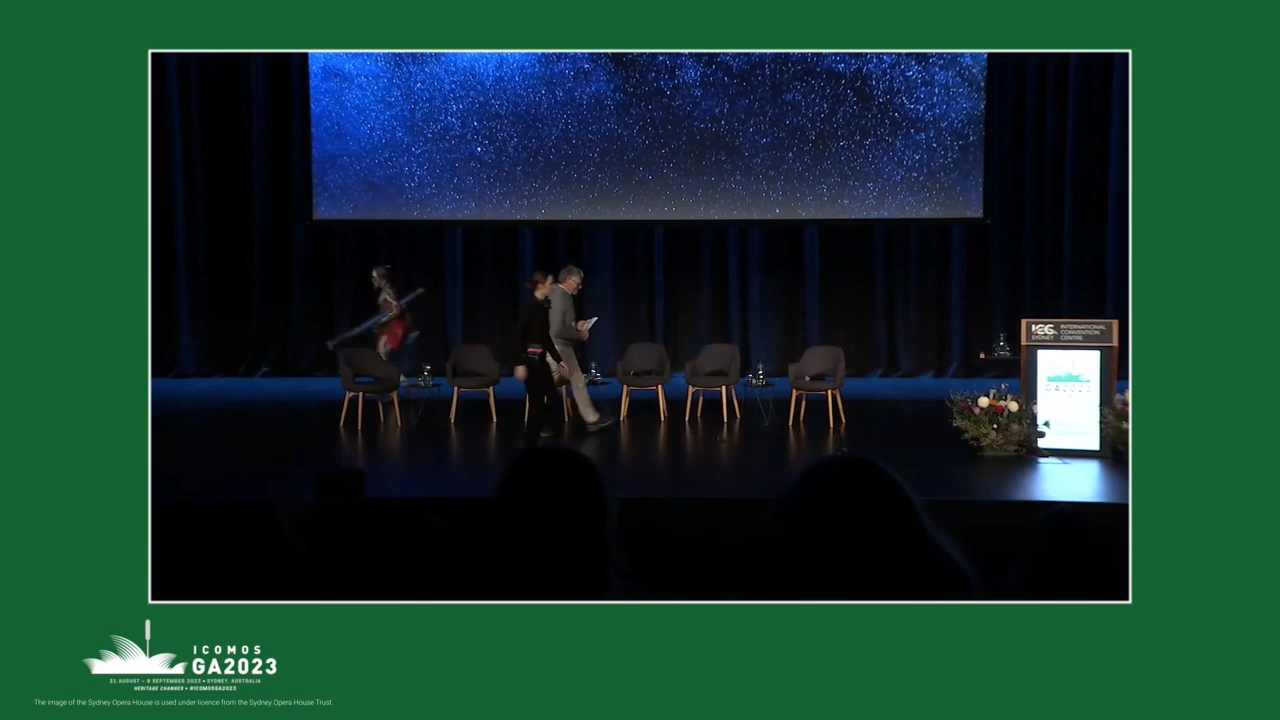 ICC
SYDNEY
INTERNATIONAL
CONVENTION
CENTRE
GA2023
ICOMOS
GA2023
31 AUGUST – 9 SEPTEMBER 2023 • SYDNEY, AUSTRALIA
HERITAGE CHANGES • #ICOMOSGA2023
The image of the Sydney Opera House is used under licence from the Sydney Opera House Trust.